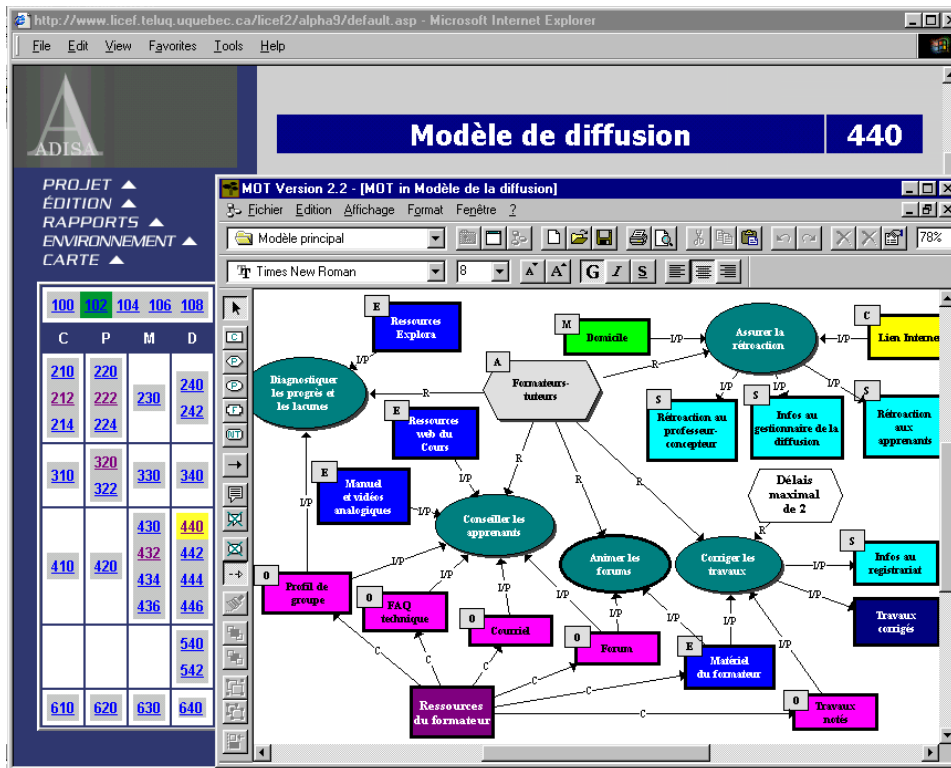 http://www.licef.teluq.uquebec.ca/licef2/alpha9/default.asp - Microsoft Internet Explorer
File Edit View Favorites Tools Help
ADISA
Modèle de diffusion 440
PROJET
ÉDITION
RAPPORTS
ENVIRONNEMENT
CARTE
100 102 104 106 108
C P M D
210 220 230 240
212 222 242
214 224
310 320 330 340
322
410 420 430 440
432 442
434 444
436 446
540
542
610 620 630 640
MOT Version 2.2 - [MOT in Modèle de la diffusion]
Fichier Edition Affichage Format Fenêtre ?
Modèle principal 78%
Times New Roman 8 A A G I S
C
P
P
F
NT
E
Ressources
Explora
M
Domicile
Assurer la
rétroaction
C
Lien Interne
I/P
I/P
I/P
R
Diagnostiquer
les progrès et
les lacunes
R
A
Formateurs-
tuteurs
I/P
I/P
I/P
E
Ressources
web du
Cours
S
Rétroaction au
professeur-
concepteur
S
Infos au
gestionnaire de la
diffusion
S
Rétroaction
aux
apprenants
I/P
R
R
R
E
Manuel
et vidéos
analogiques
I/P
I/P
Délais
maximal
de 2
R
Conseiller les
apprenants
Animer les
forums
Corriger les
travaux
S
Infos au
registrariat
I/P
I/P
I/P
I/P
I/P
I/P
I/P
I/P
I/P
I/P
Travaux
corrigés
O
Profil de
groupe
O
FAQ
technique
O
Courriel
O
Forum
E
Matériel
du formateur
C
C
C
C
C
C
Ressources
du formateur
O
Travaux
notés